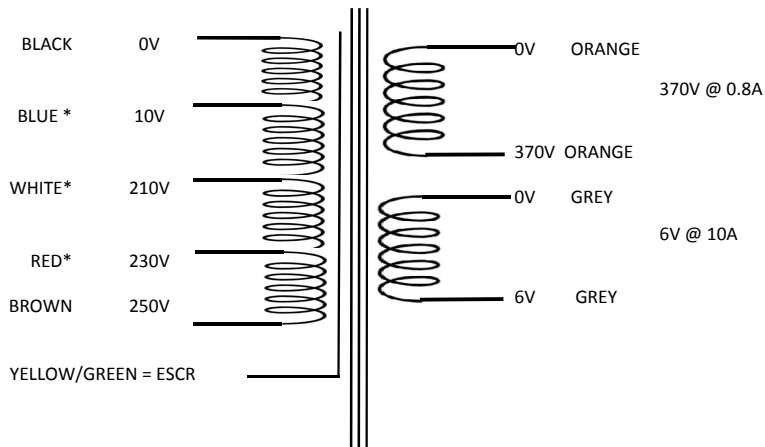 BLACK 0V
BLUE * 10V
WHITE* 210V
RED* 230V
BROWN 250V
YELLOW/GREEN = ESCR
0V ORANGE
370V @ 0.8A
370V ORANGE
0V GREY
6V @ 10A
6V GREY